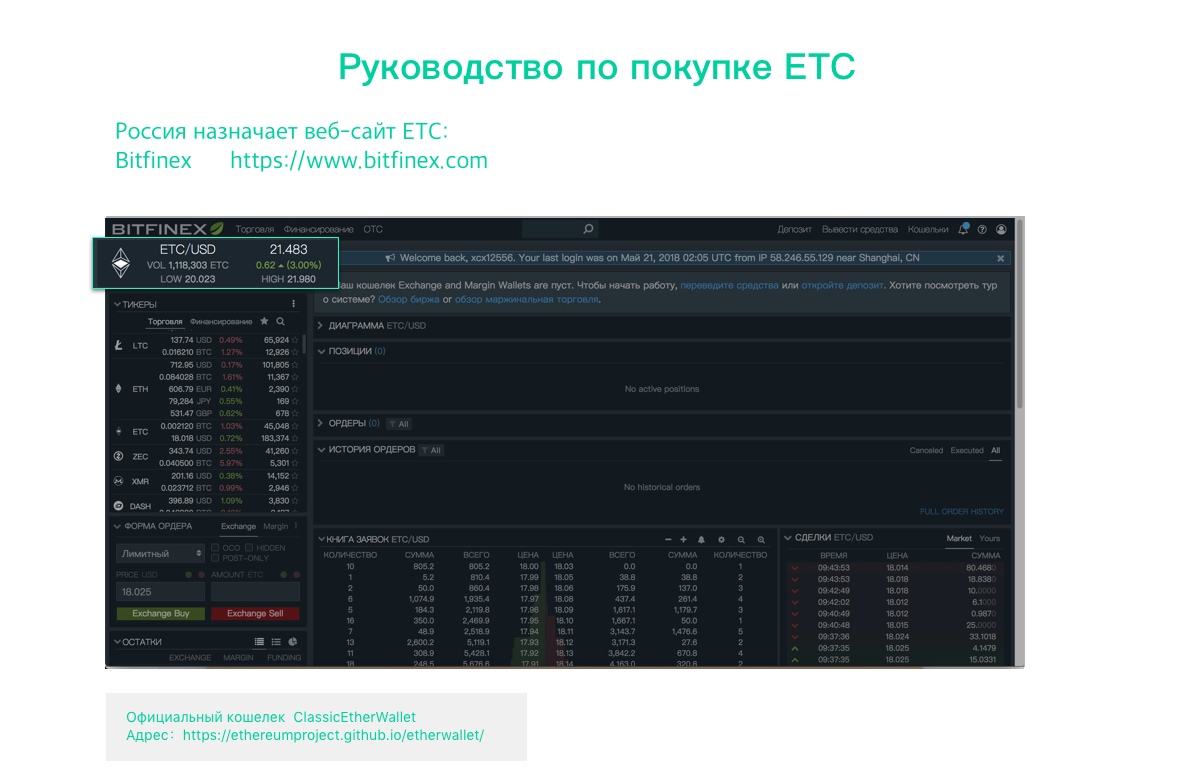 Руководство по покупке ETC
Россия назначает веб-сайт ETC:
Bitfinex https://www.bitfinex.com
BITFINEX Торговля Финансирование OTC Депозит Вывести средства Кошельки
ETC/USD 21.483
VOL 1,118,303 ETC 0.62 (3.00%)
LOW 20.023 HIGH 21.980
Welcome back, xcx12556. Your last login was on Май 21, 2018 02:05 UTC from IP 58.246.55.129 near Shanghai, CN
аш кошелек Exchange and Margin Wallets are пуст. Чтобы начать работу, переведите средства или откройте депозит. Хотите посмотреть тур
о системе? Обзор биржа or обзор маржинальная торговля.
ТИКЕРЫ
Торговля Финансирование
LTC
137.74 USD 0.49% 65,924
0.016210 BTC 1.27% 12,926
ETH
712.95 USD 0.17% 101,805
0.084028 BTC 1.61% 11,367
606.79 EUR 0.41% 2,390
79,284 JPY 0.55% 169
531.47 GBP 0.62% 678
ETC
0.002120 BTC 1.03% 45,048
18.018 USD 0.72% 183,374
ZEC
343.74 USD 2.55% 41,260
0.040500 BTC 5.97% 5,301
XMR
201.16 USD 0.38% 14,152
0.023712 BTC 0.99% 2,946
DASH
396.89 USD 1.09% 3,830
ДИАГРАММА ETC/USD
ПОЗИЦИИ (0)
No active positions
ОРДЕРЫ (0) All
ИСТОРИЯ ОРДЕРОВ All Canceled Executed All
No historical orders
FULL ORDER HISTORY
ФОРМА ОРДЕРА Exchange Margin
Лимитный OCO HIDDEN
POST-ONLY
PRICE USD AMOUNT ETC
18.025
Exchange Buy Exchange Sell
ОСТАТКИ
EXCHANGE MARGIN FUNDING
КНИГА ЗАЯВОК ETC/USD
КОЛИЧЕСТВО СУММА ВСЕГО ЦЕНА ЦЕНА ВСЕГО СУММА КОЛИЧЕСТВО
10 805.2 805.2 18.00 18.03 0.0 0.0 1
1 5.2 810.4 17.99 18.05 38.8 38.8 2
2 50.0 860.4 17.98 18.06 175.9 137.0 3
6 1,074.9 1,935.4 17.97 18.08 437.4 261.4 4
5 184.3 2,119.8 17.96 18.09 1,617.1 1,179.7 3
16 350.0 2,469.9 17.95 18.10 1,667.1 50.0 1
7 48.9 2,518.9 17.94 18.11 3,143.7 1,476.6 5
13 2,600.2 5,119.1 17.93 18.12 3,171.3 27.6 2
11 308.9 5,428.1 17.92 18.13 3,842.2 670.8 4
18 248.5 5,676.6 17.91 18.14 4,163.0 320.8 2
СДЕЛКИ ETC/USD Market Yours
ВРЕМЯ ЦЕНА СУММА
09:43:53 18.014 80.4680
09:43:53 18.018 18.8380
09:42:49 18.018 10.0000
09:42:02 18.012 6.1000
09:40:49 18.012 0.9870
09:40:48 18.015 25.0000
09:37:36 18.024 33.1018
09:37:35 18.025 4.1479
09:37:35 18.025 15.0331
Официальный кошелек ClassicEtherWallet
Адрес: https://ethereumproject.github.io/etherwallet/